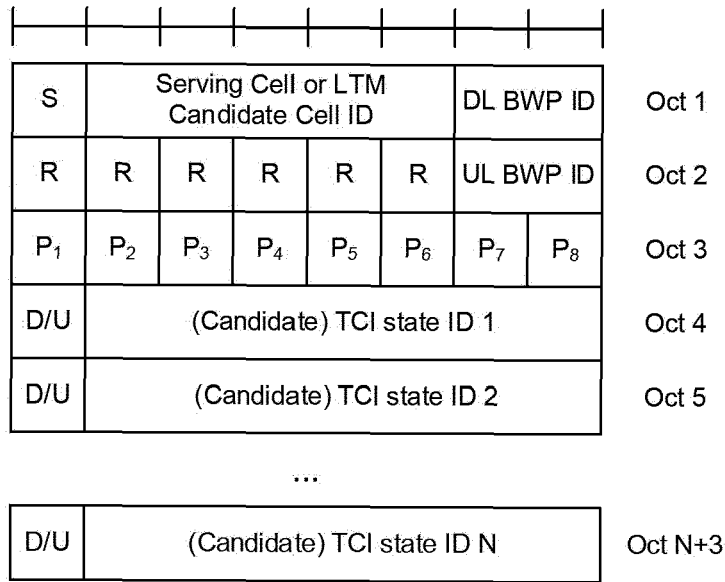 S Serving Cell or LTM DL BWP ID Oct 1
Candidate Cell ID
R R R R R R UL BWP ID Oct 2
P₁ P₂ P₃ P₄ P₅ P₆ P₇ P₈ Oct 3
D/U (Candidate) TCI state ID 1 Oct 4
D/U (Candidate) TCI state ID 2 Oct 5
...
D/U (Candidate) TCI state ID N Oct N+3